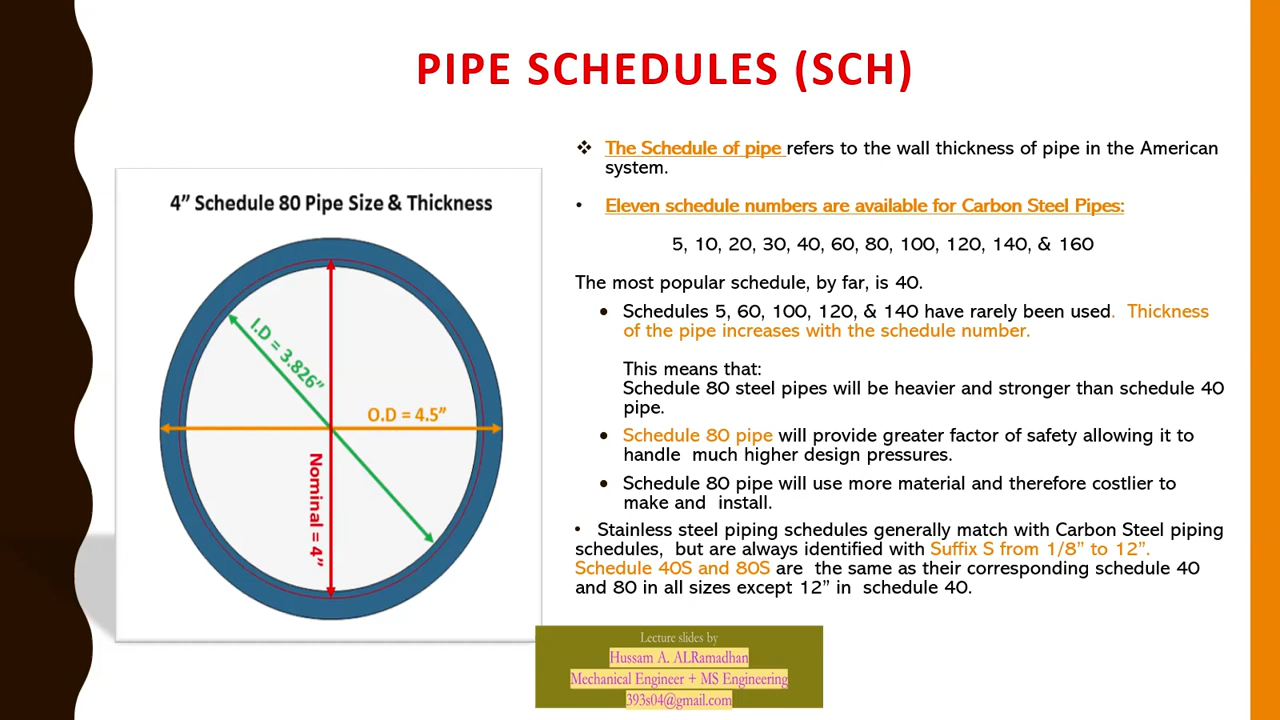 PIPE SCHEDULES (SCH)
4” Schedule 80 Pipe Size & Thickness
I.D = 3.826”
O.D = 4.5”
Nominal = 4”
❖ The Schedule of pipe refers to the wall thickness of pipe in the American
system.
• Eleven schedule numbers are available for Carbon Steel Pipes:
5, 10, 20, 30, 40, 60, 80, 100, 120, 140, & 160
The most popular schedule, by far, is 40.
• Schedules 5, 60, 100, 120, & 140 have rarely been used. Thickness
of the pipe increases with the schedule number.
This means that:
Schedule 80 steel pipes will be heavier and stronger than schedule 40
pipe.
• Schedule 80 pipe will provide greater factor of safety allowing it to
handle much higher design pressures.
• Schedule 80 pipe will use more material and therefore costlier to
make and install.
• Stainless steel piping schedules generally match with Carbon Steel piping
schedules, but are always identified with Suffix S from 1/8” to 12”.
Schedule 40S and 80S are the same as their corresponding schedule 40
and 80 in all sizes except 12” in schedule 40.
Lecture slides by
Hussam A. ALRamadhan
Mechanical Engineer + MS Engineering
393s04@gmail.com